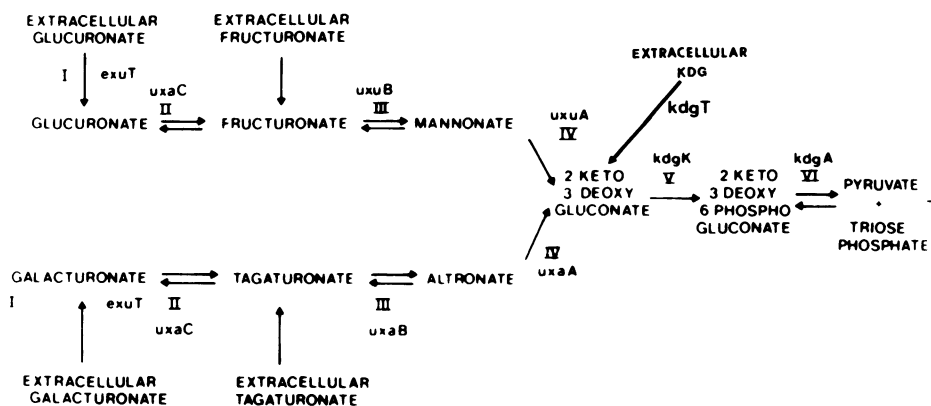 EXTRACELLULAR
GLUCURONATE
EXTRACELLULAR
FRUCTURONATE
EXTRACELLULAR
KDG
I
exuT
uxaC
II
uxuB
III
kdgT
GLUCURONATE
FRUCTURONATE
MANNONATE
uxuA
IV
2 KETO
3 DEOXY
GLUCONATE
kdgK
V
2 KETO
3 DEOXY
6 PHOSPHO
GLUCONATE
kdgA
VI
PYRUVATE
+
TRIOSE
PHOSPHATE
IV
uxaA
GALACTURONATE
TAGATURONATE
ALTRONATE
I
exuT
II
uxaC
III
uxaB
EXTRACELLULAR
GALACTURONATE
EXTRACELLULAR
TAGATURONATE